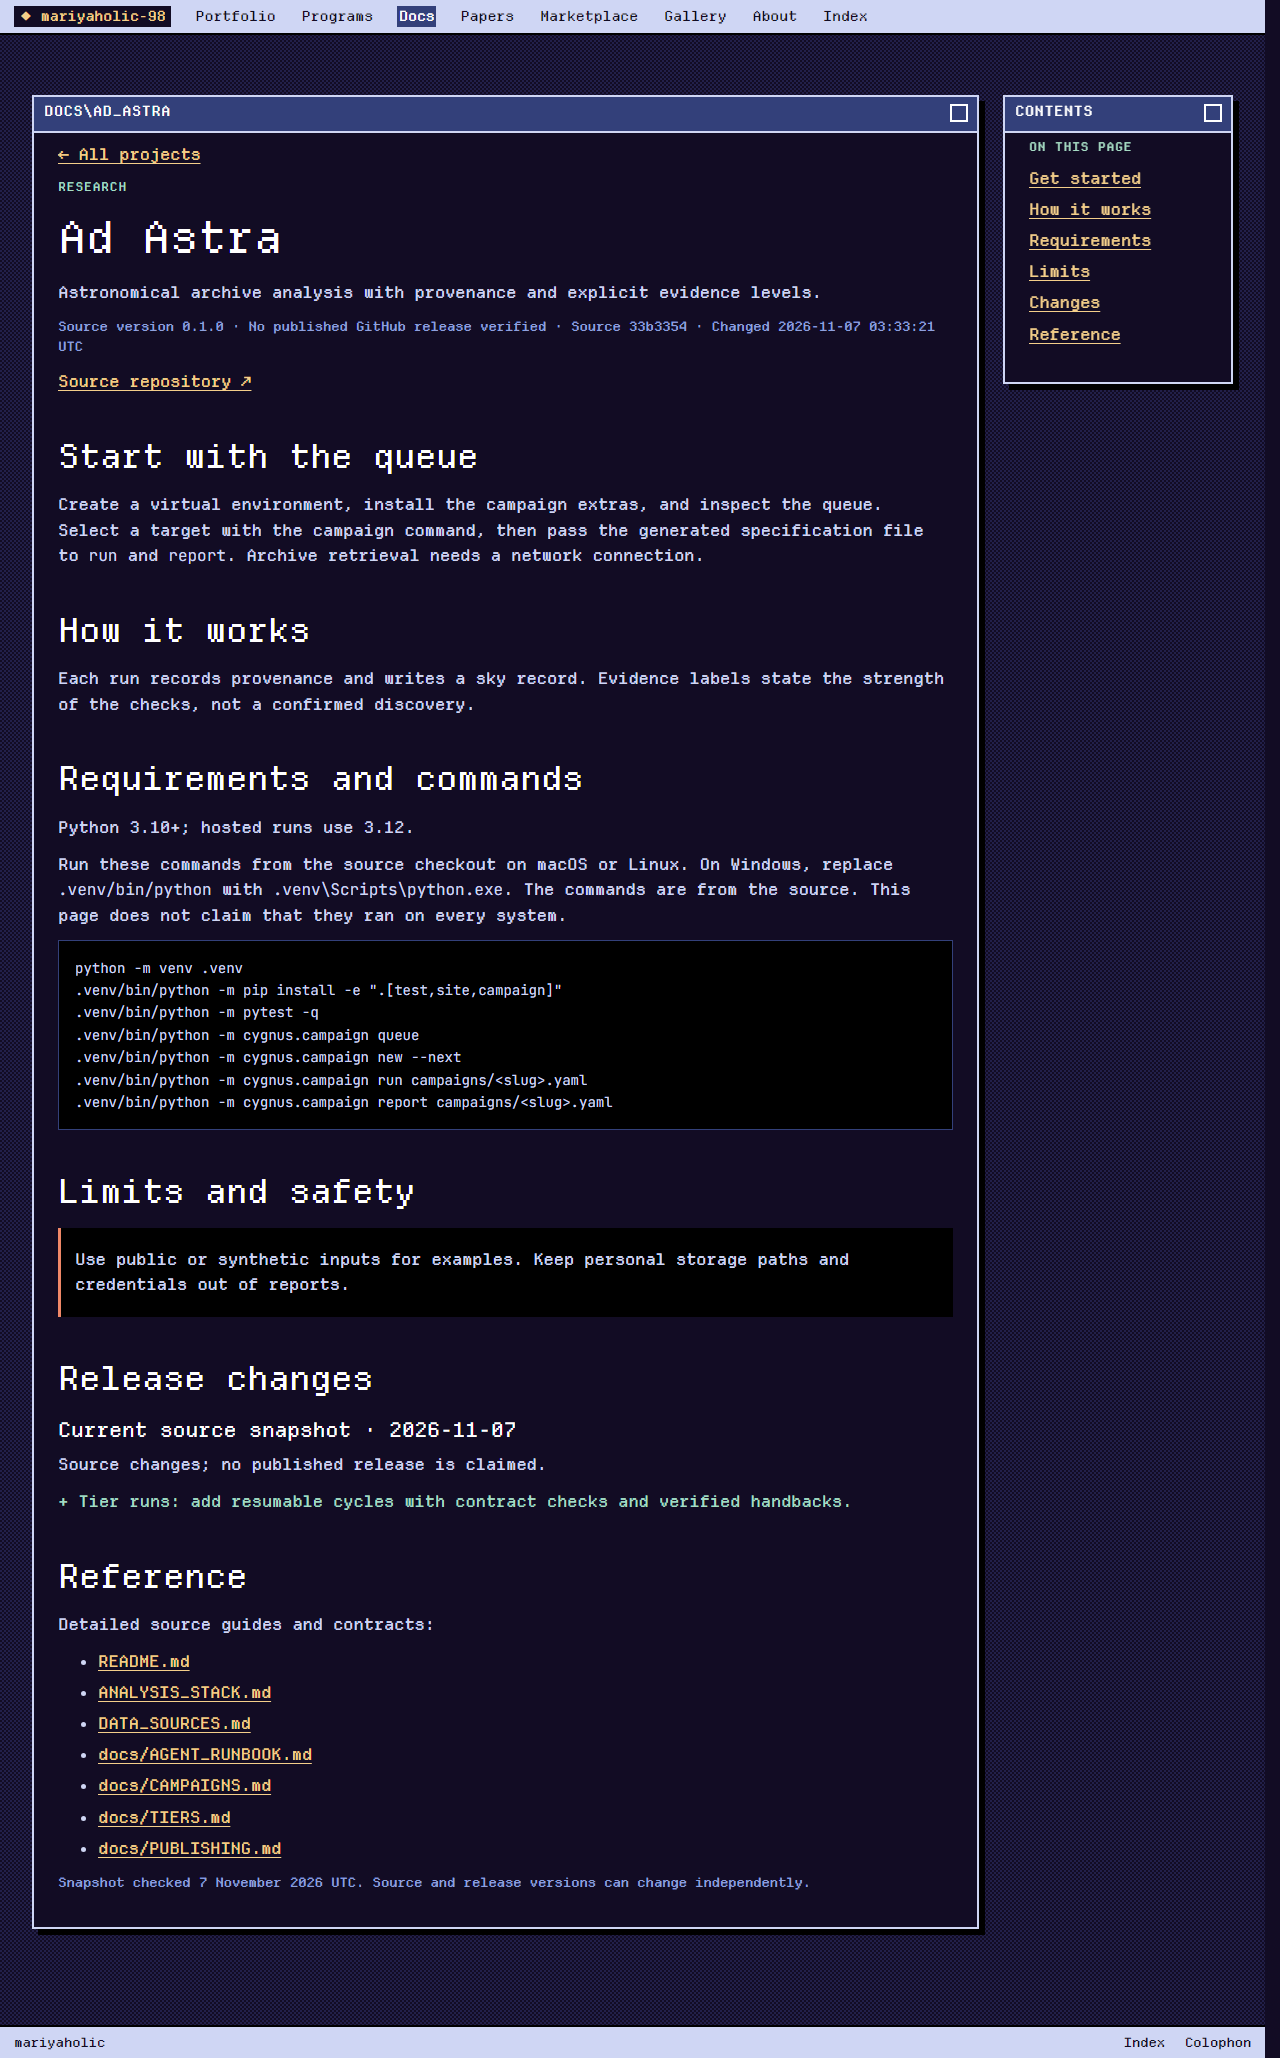 ◆ mariyaholic-98 Portfolio Programs Docs Papers Marketplace Gallery About Index
DOCS\AD_ASTRA
← All projects
RESEARCH
Ad Astra
Astronomical archive analysis with provenance and explicit evidence levels.
Source version 0.1.0 · No published GitHub release verified · Source 33b3354 · Changed 2026-11-07 03:33:21
UTC
Source repository ↗
Start with the queue
Create a virtual environment, install the campaign extras, and inspect the queue.
Select a target with the campaign command, then pass the generated specification file
to run and report. Archive retrieval needs a network connection.
How it works
Each run records provenance and writes a sky record. Evidence labels state the strength
of the checks, not a confirmed discovery.
Requirements and commands
Python 3.10+; hosted runs use 3.12.
Run these commands from the source checkout on macOS or Linux. On Windows, replace
.venv/bin/python with .venv\Scripts\python.exe. The commands are from the source. This
page does not claim that they ran on every system.
python -m venv .venv
.venv/bin/python -m pip install -e ".[test,site,campaign]"
.venv/bin/python -m pytest -q
.venv/bin/python -m cygnus.campaign queue
.venv/bin/python -m cygnus.campaign new --next
.venv/bin/python -m cygnus.campaign run campaigns/<slug>.yaml
.venv/bin/python -m cygnus.campaign report campaigns/<slug>.yaml
Limits and safety
Use public or synthetic inputs for examples. Keep personal storage paths and
credentials out of reports.
Release changes
Current source snapshot · 2026-11-07
Source changes; no published release is claimed.
+ Tier runs: add resumable cycles with contract checks and verified handbacks.
Reference
Detailed source guides and contracts:
• README.md
• ANALYSIS_STACK.md
• DATA_SOURCES.md
• docs/AGENT_RUNBOOK.md
• docs/CAMPAIGNS.md
• docs/TIERS.md
• docs/PUBLISHING.md
Snapshot checked 7 November 2026 UTC. Source and release versions can change independently.
CONTENTS
ON THIS PAGE
Get started
How it works
Requirements
Limits
Changes
Reference
mariyaholic Index Colophon